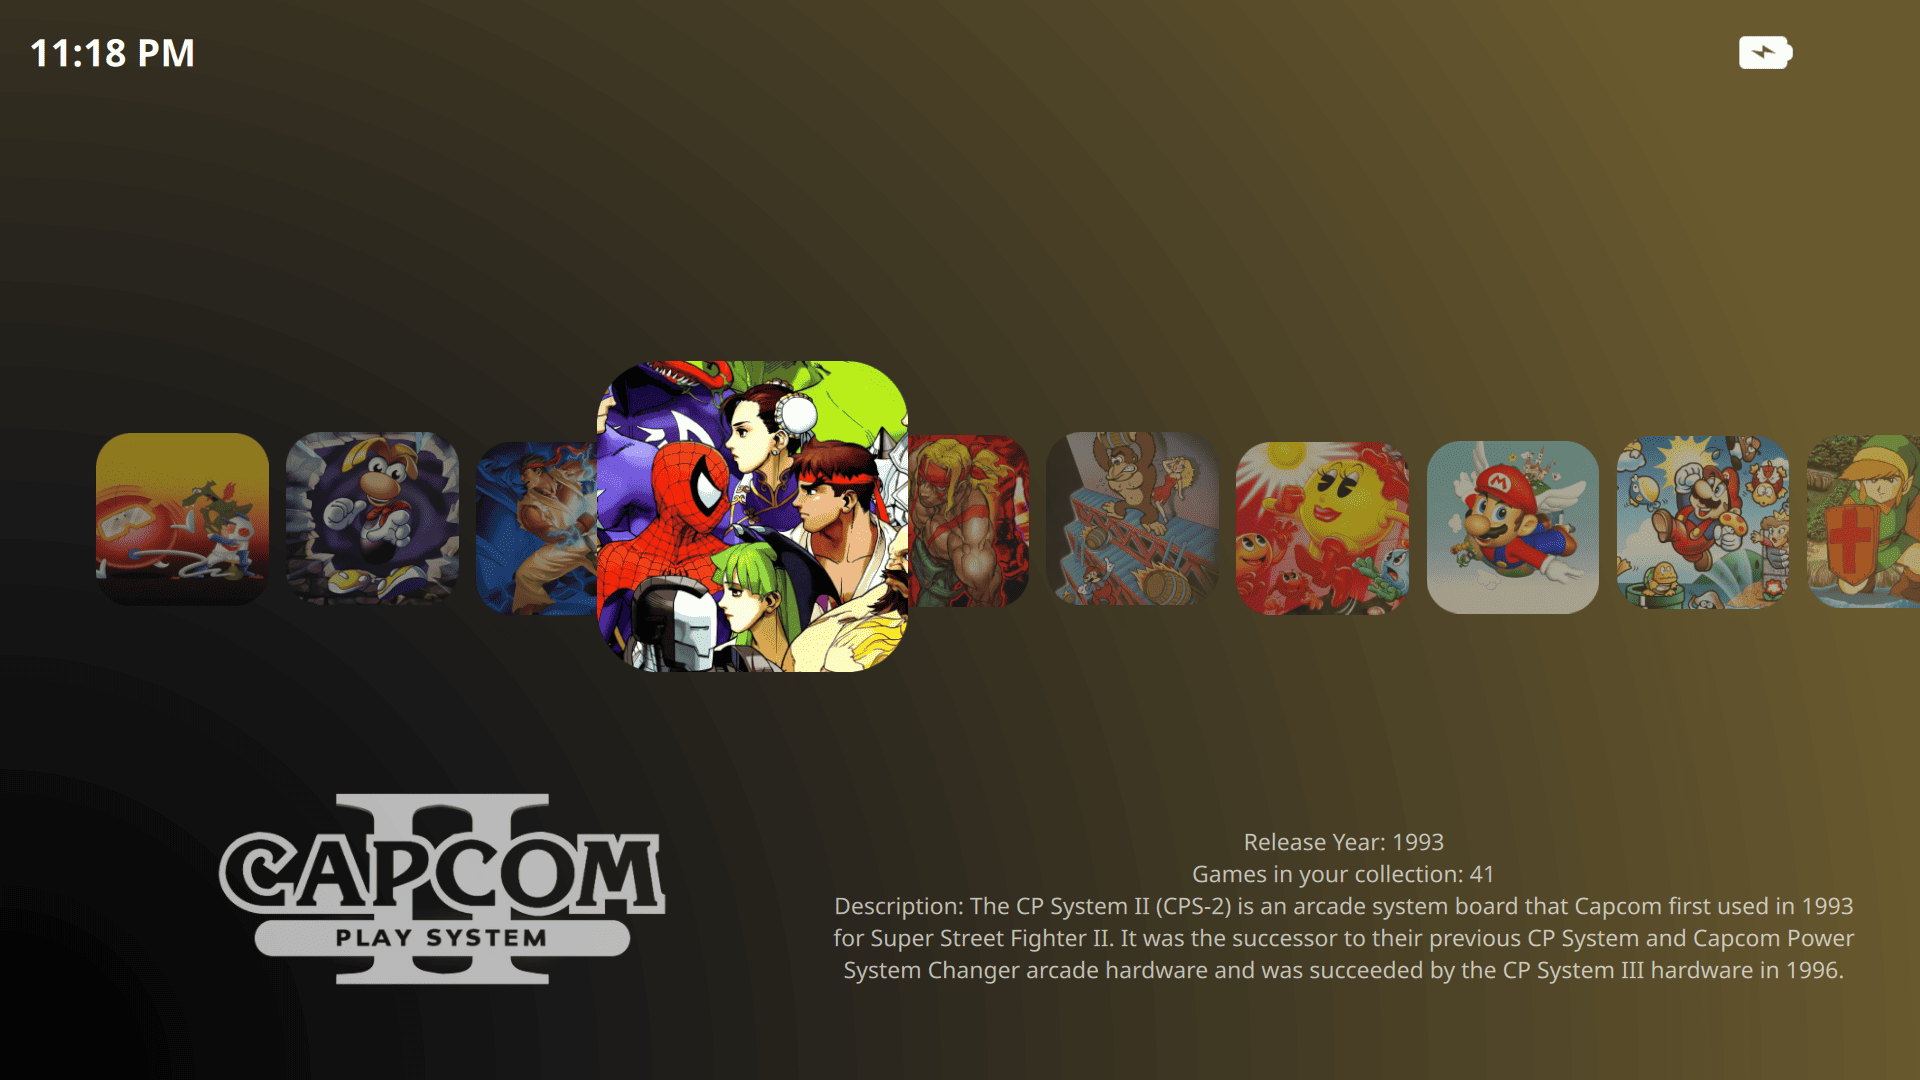 11:18 PM
II
CAPCOM
PLAY SYSTEM
Release Year: 1993
Games in your collection: 41
Description: The CP System II (CPS-2) is an arcade system board that Capcom first used in 1993
for Super Street Fighter II. It was the successor to their previous CP System and Capcom Power
System Changer arcade hardware and was succeeded by the CP System III hardware in 1996.